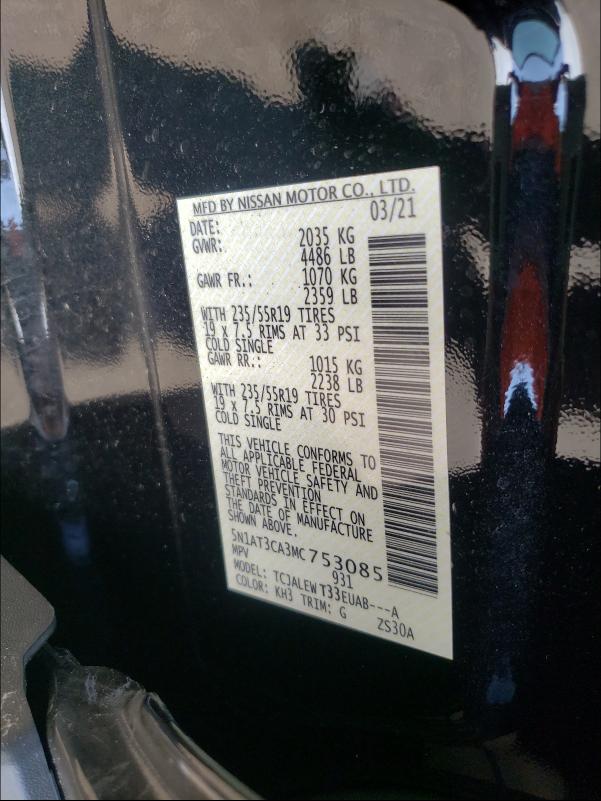 MFD BY NISSAN MOTOR CO., LTD.
DATE: 03/21
GVWR: 2035 KG
4486 LB
GAWR FR.: 1070 KG
2359 LB
WITH 235/55R19 TIRES
19 x 7.5 RIMS AT 33 PSI
COLD SINGLE
GAWR RR.: 1015 KG
2238 LB
WITH 235/55R19 TIRES
19 x 7.5 RIMS AT 30 PSI
COLD SINGLE
THIS VEHICLE CONFORMS TO
ALL APPLICABLE FEDERAL
MOTOR VEHICLE SAFETY AND
THEFT PREVENTION
STANDARDS IN EFFECT ON
THE DATE OF MANUFACTURE
SHOWN ABOVE.
5N1AT3CA3MC753085
MPV 931
MODEL: TCJALEWT33EUAB---A
COLOR: KH3 TRIM: G ZS30A